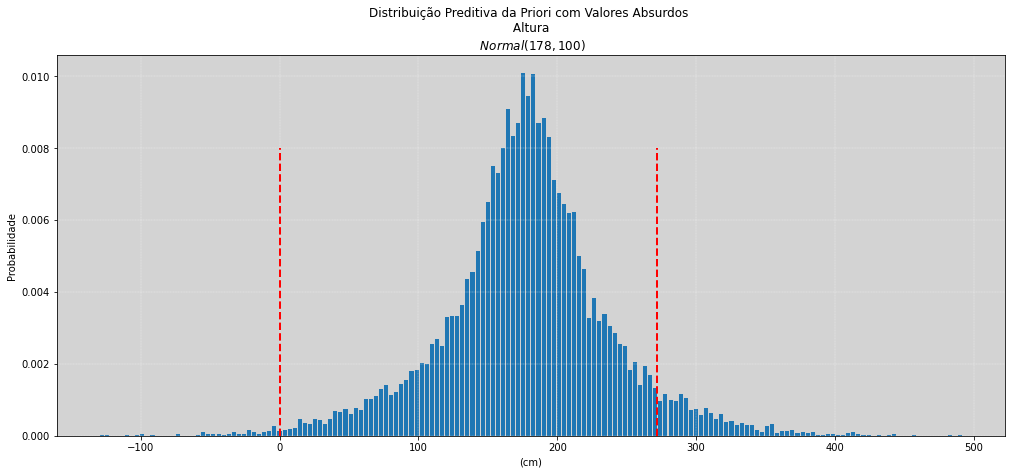 Distribuição Preditiva da Priori com Valores Absurdos
Altura
Normal(178, 100)
0.010
0.008
0.006
0.004
0.002
0.000
Probabilidade
−100 0 100 200 300 400 500
(cm)